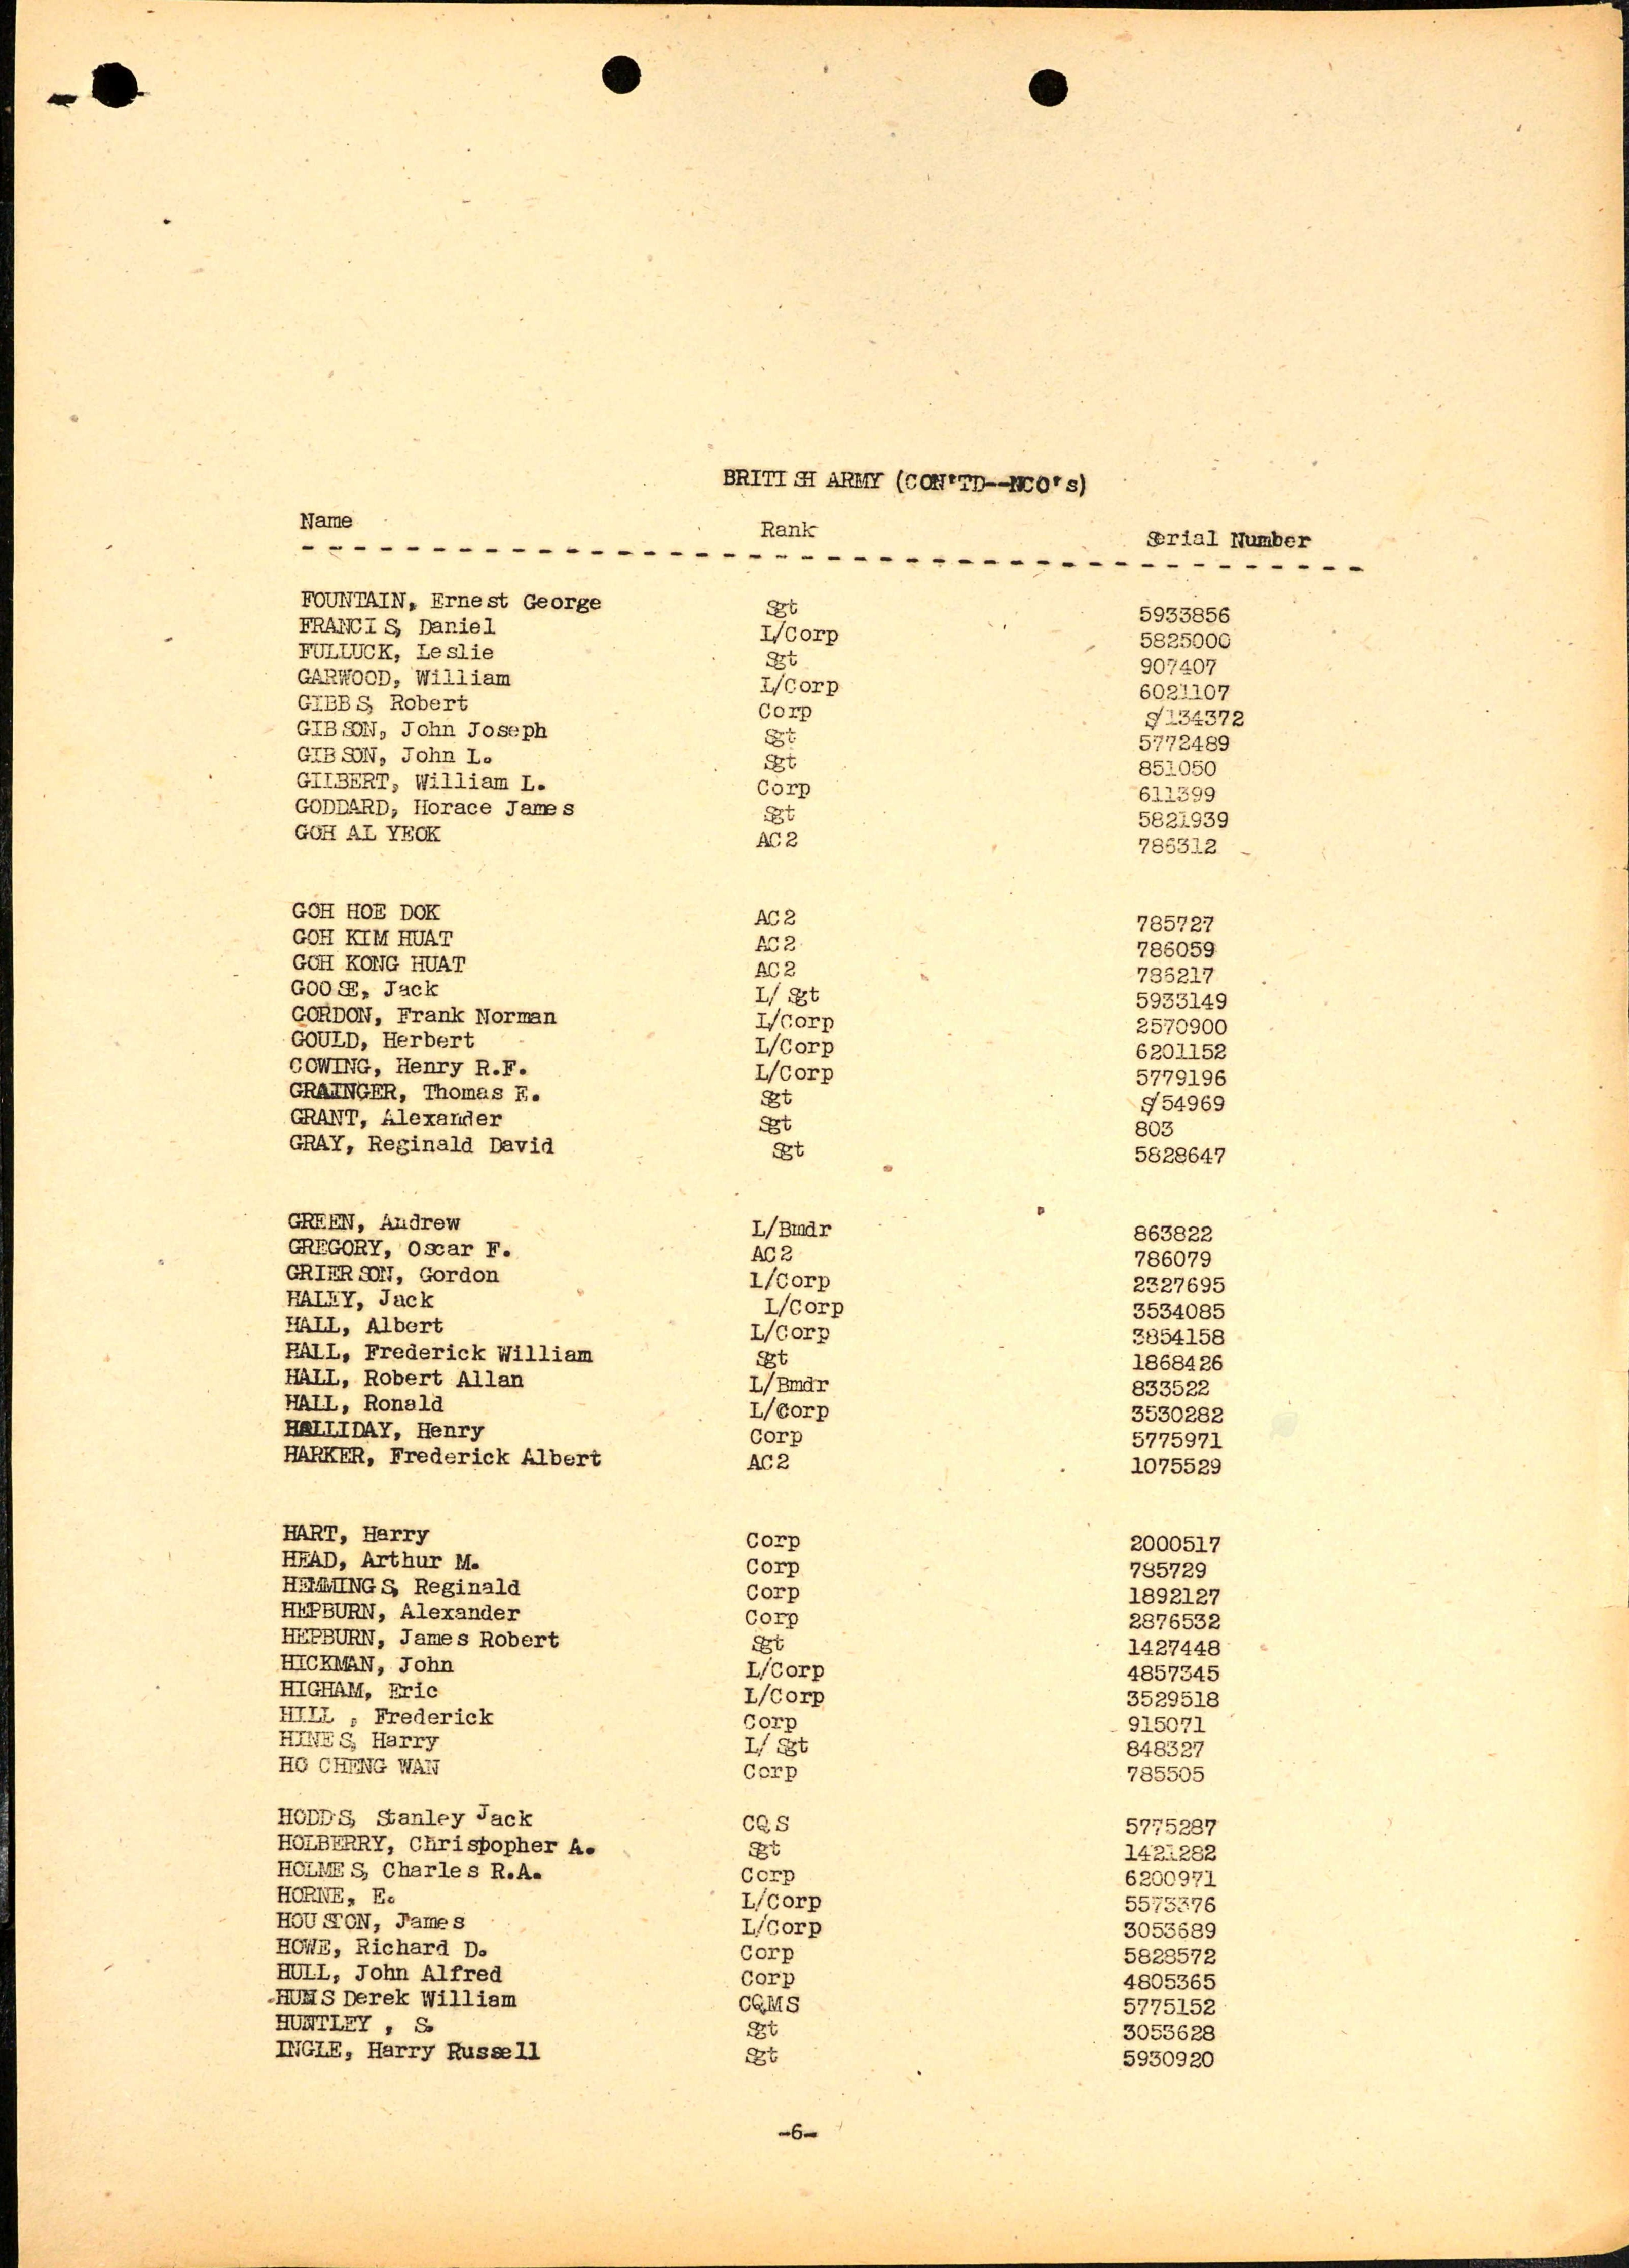 BRITISH ARMY (CON'TD--NCO's)
Name Rank Serial Number
FOUNTAIN, Ernest George Sgt 5933856
FRANCIS, Daniel L/Corp 5825000
FULLUCK, Leslie Sgt 907407
GARWOOD, William L/Corp 6021107
GIBBS, Robert Corp S/134372
GIBSON, John Joseph Sgt 5772489
GIBSON, John L. Sgt 851050
GILBERT, William L. Corp 611399
GODDARD, Horace James Sgt 5821939
GOH AL YEOK AC2 786312
GOH HOE DOK AC2 785727
GOH KIM HUAT AC2 786059
GOH KONG HUAT AC2 786217
GOOSE, Jack L/Sgt 5933149
GORDON, Frank Norman L/Corp 2570900
GOULD, Herbert L/Corp 6201152
COWING, Henry R.F. L/Corp 5779196
GRAINGER, Thomas E. Sgt S/54969
GRANT, Alexander Sgt 803
GRAY, Reginald David Sgt 5828647
GREEN, Andrew L/Bmdr 863822
GREGORY, Oscar F. AC2 786079
GRIERSON, Gordon l/Corp 2327695
HALEY, Jack L/Corp 3534085
HALL, Albert L/Corp 3854158
HALL, Frederick William Sgt 1868426
HALL, Robert Allan L/Bmdr 833522
HALL, Ronald L/Corp 3530282
HALLIDAY, Henry Corp 5775971
HARKER, Frederick Albert AC2 1075529
HART, Harry Corp 2000517
HEAD, Arthur M. Corp 785729
HEMMINGS, Reginald Corp 1892127
HEPBURN, Alexander Corp 2876532
HEPBURN, James Robert Sgt 1427448
HICKMAN, John L/Corp 4857345
HIGHAM, Eric L/Corp 3529518
HILL , Frederick Corp 915071
HINES, Harry L/Sgt 848327
HO CHENG WAN Corp 785505
HODDS, Stanley Jack CQS 5775287
HOLBERRY, Christopher A. Sgt 1421282
HOLMES, Charles R.A. Corp 6200971
HORNE, E. L/Corp 5573376
HOUSTON, James L/Corp 3053689
HOWE, Richard D. Corp 5828572
HULL, John Alfred Corp 4805365
HUMS Derek William CQMS 5775152
HUNTLEY , S. Sgt 3053628
INGLE, Harry Russell Sgt 5930920
-6-